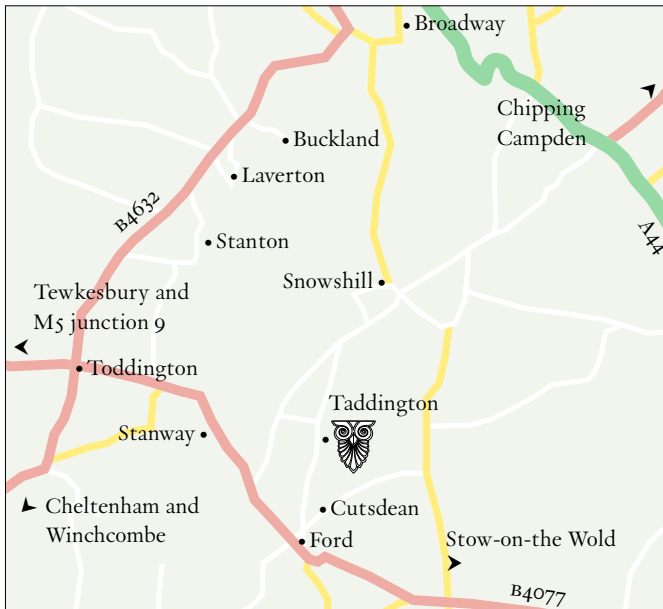 Broadway
Chipping
Campden
Buckland
Laverton
B4632
Stanton
A44
Snowshill
Tewkesbury and
M5 junction 9
Toddington
Taddington
Stanway
Cheltenham and
Winchcombe
Cutsdean
Ford
Stow-on-the Wold
B4077